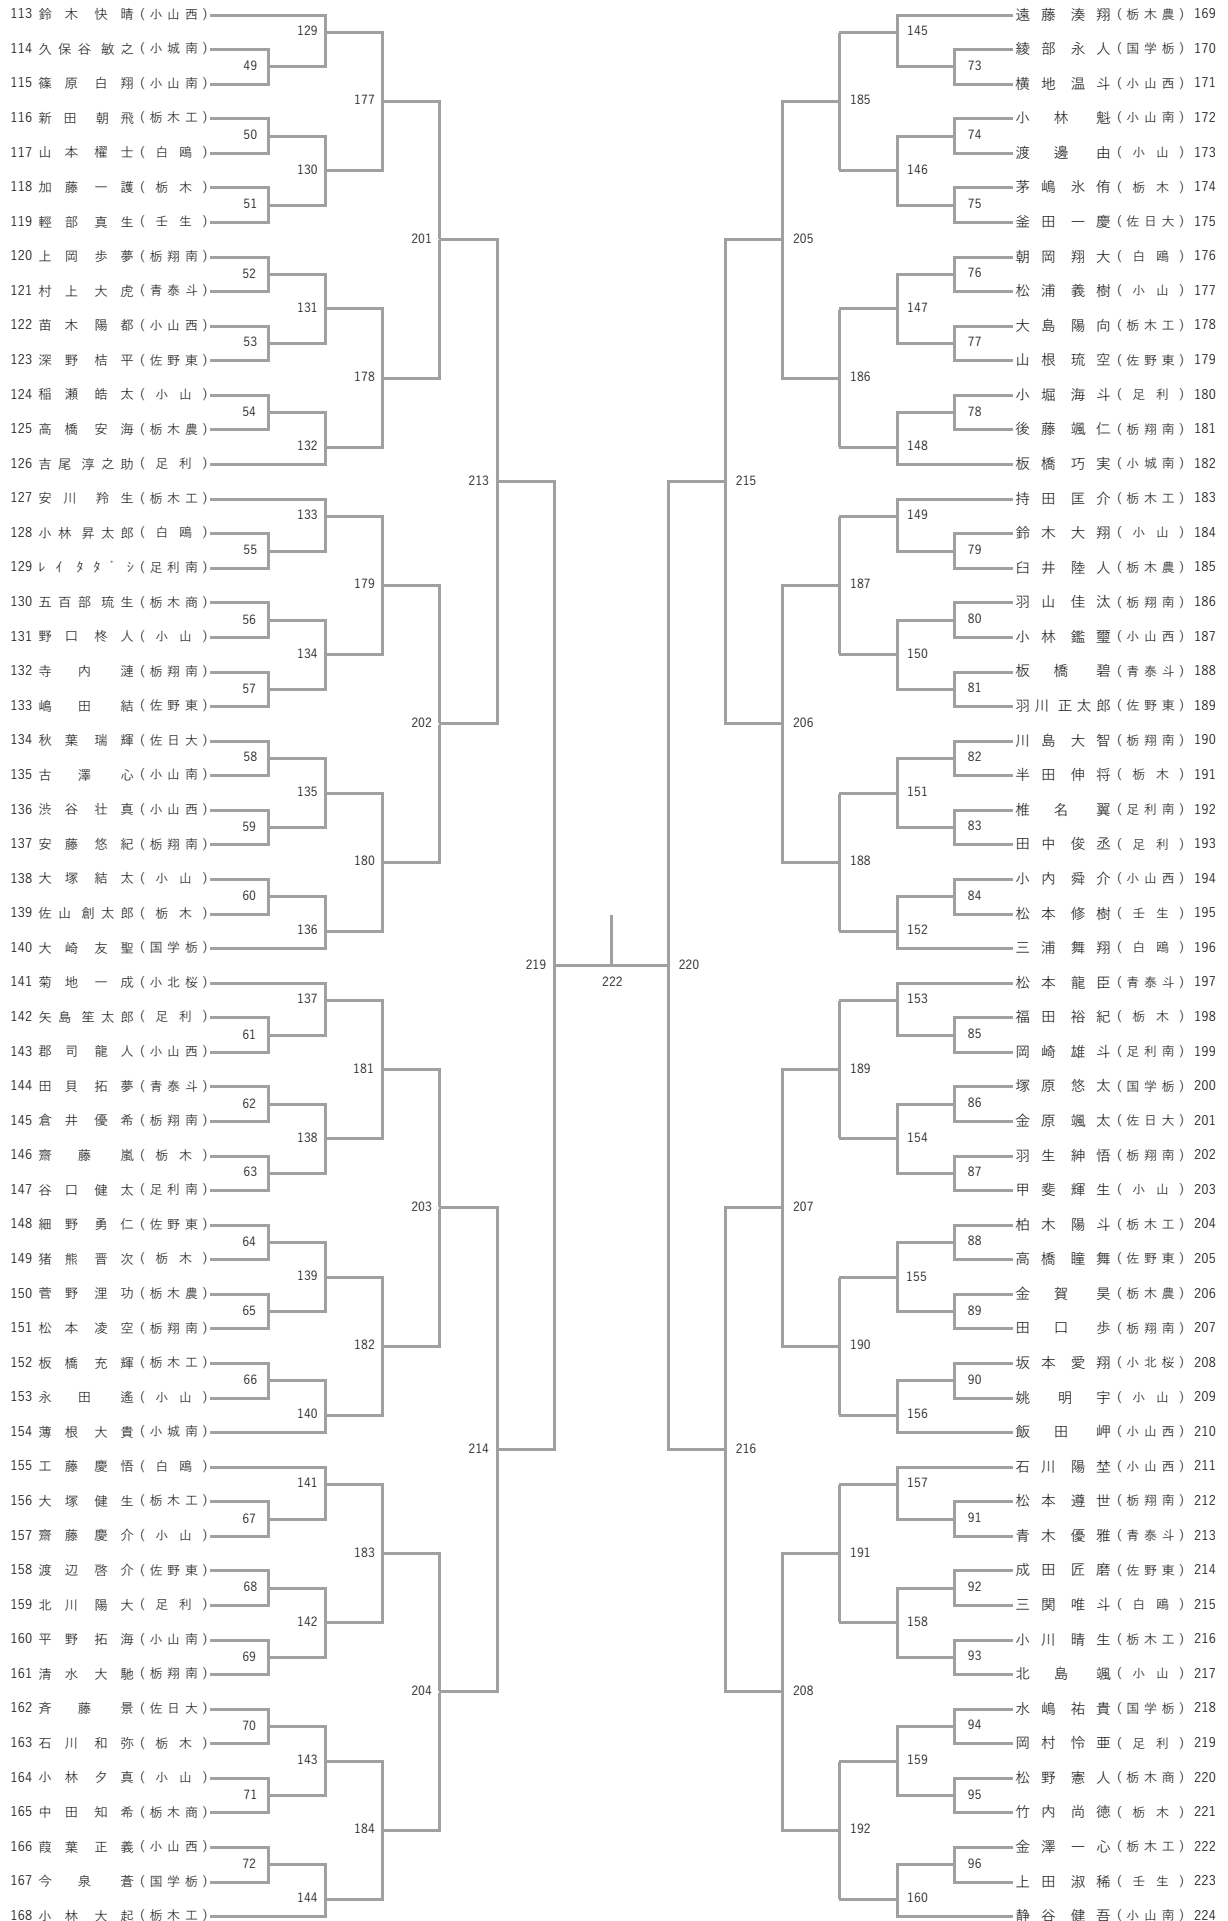 113 鈴木快晴(小山西)
114 久保谷敏之(小城南)
115 篠原白翔(小山南)
116 新田朝飛(栃木工)
117 山本櫂士(白鴎)
118 加藤一護(栃木)
119 輕部真生(壬生)
120 上岡歩夢(栃翔南)
121 村上大虎(青泰斗)
122 苗木陽都(小山西)
123 深野桔平(佐野東)
124 稲瀬皓太(小山)
125 高橋安海(栃木農)
126 吉尾淳之助(足利)
127 安川羚生(栃木工)
128 小林昇太郎(白鴎)
129 レイタダシ(足利南)
130 五百部琉生(栃木商)
131 野口柊人(小山)
132 寺内漣(栃翔南)
133 嶋田結(佐野東)
134 秋葉瑞輝(佐日大)
135 古澤心(小山南)
136 渋谷壮真(小山西)
137 安藤悠紀(栃翔南)
138 大塚結太(小山)
139 佐山創太郎(栃木)
140 大崎友聖(国学栃)
141 菊地一成(小北桜)
142 矢島笙太郎(足利)
143 郡司龍人(小山西)
144 田貝拓夢(青泰斗)
145 倉井優希(栃翔南)
146 齋藤嵐(栃木)
147 谷口健太(足利南)
148 細野勇仁(佐野東)
149 猪熊晋次(栃木)
150 菅野浬功(栃木農)
151 松本凌空(栃翔南)
152 板橋充輝(栃木工)
153 永田遙(小山)
154 薄根大貴(小城南)
155 工藤慶悟(白鴎)
156 大塚健生(栃木工)
157 齋藤慶介(小山)
158 渡辺啓介(佐野東)
159 北川陽大(足利)
160 平野拓海(小山南)
161 清水大馳(栃翔南)
162 斉藤景(佐日大)
163 石川和弥(栃木)
164 小林夕真(小山)
165 中田知希(栃木商)
166 葭葉正義(小山西)
167 今泉蒼(国学栃)
168 小林大起(栃木工)
49
50
51
52
53
54
55
56
57
58
59
60
61
62
63
64
65
66
67
68
69
70
71
72
129
130
131
132
133
134
135
136
137
138
139
140
141
142
143
144
177
178
179
180
181
182
183
184
201
202
203
204
213
214
219
222
220
215
216
205
206
207
208
185
186
187
188
189
190
191
192
145
146
147
148
149
150
151
152
153
154
155
156
157
158
159
160
73
74
75
76
77
78
79
80
81
82
83
84
85
86
87
88
89
90
91
92
93
94
95
96
遠藤湊翔(栃木農) 169
綾部永人(国学栃) 170
横地温斗(小山西) 171
小林魁(小山南) 172
渡邊由(小山) 173
茅嶋氷侑(栃木) 174
釜田一慶(佐日大) 175
朝岡翔大(白鴎) 176
松浦義樹(小山) 177
大島陽向(栃木工) 178
山根琉空(佐野東) 179
小堀海斗(足利) 180
後藤颯仁(栃翔南) 181
板橋巧実(小城南) 182
持田匡介(栃木工) 183
鈴木大翔(小山) 184
臼井陸人(栃木農) 185
羽山佳汰(栃翔南) 186
小林鑑璽(小山西) 187
板橋碧(青泰斗) 188
羽川正太郎(佐野東) 189
川島大智(栃翔南) 190
半田伸将(栃木) 191
椎名翼(足利南) 192
田中俊丞(足利) 193
小内舜介(小山西) 194
松本修樹(壬生) 195
三浦舞翔(白鴎) 196
松本龍臣(青泰斗) 197
福田裕紀(栃木) 198
岡崎雄斗(足利南) 199
塚原悠太(国学栃) 200
金原颯太(佐日大) 201
羽生紳悟(栃翔南) 202
甲斐輝生(小山) 203
柏木陽斗(栃木工) 204
高橋瞳舞(佐野東) 205
金賀昊(栃木農) 206
田口歩(栃翔南) 207
坂本愛翔(小北桜) 208
姚明宇(小山) 209
飯田岬(小山西) 210
石川陽埜(小山西) 211
松本遵世(栃翔南) 212
青木優雅(青泰斗) 213
成田匠磨(佐野東) 214
三関唯斗(白鴎) 215
小川晴生(栃木工) 216
北島颯(小山) 217
水嶋祐貴(国学栃) 218
岡村怜亜(足利) 219
松野憲人(栃木商) 220
竹内尚徳(栃木) 221
金澤一心(栃木工) 222
上田淑稀(壬生) 223
静谷健吾(小山南) 224